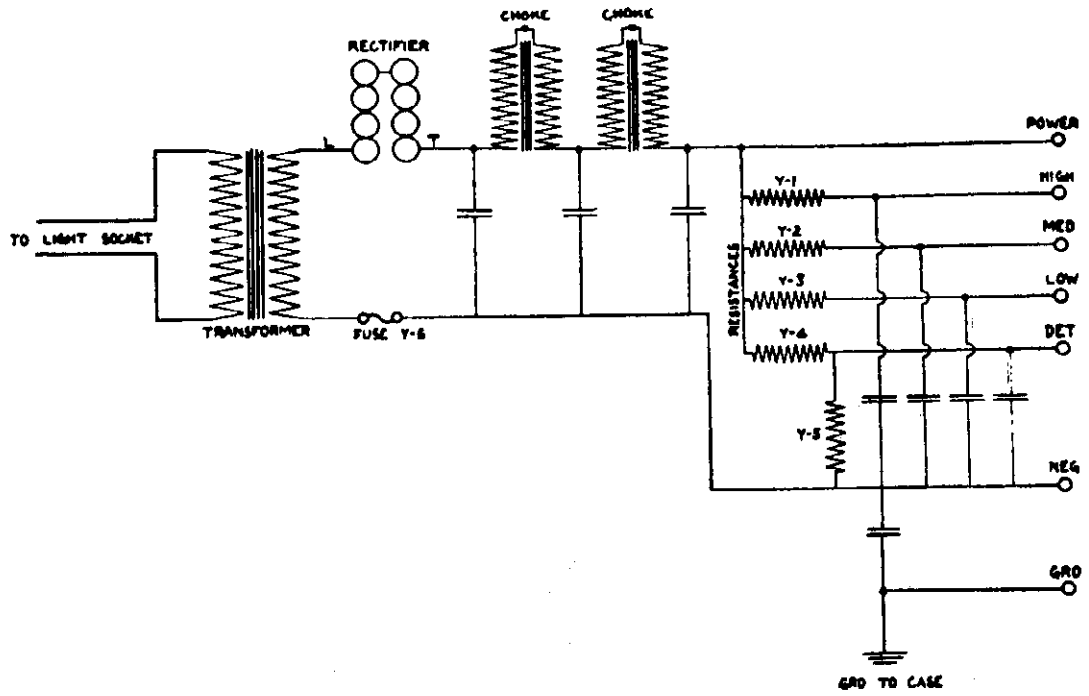 CHOKE
CHOKE
RECTIFIER
POWER
Y-1
HIGH
TO LIGHT SOCKET
Y-2
MED
Y-3
LOW
RESISTANCES
TRANSFORMER
FUSE Y-6
Y-4
DET
Y-5
NEG
GRD
GRD TO CASE